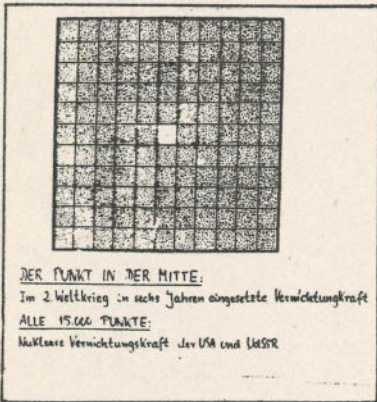 DER PUNKT IN DER MITTE:
Im 2. Weltkrieg in sechs Jahren eingesetzte Vernichtungkraft
ALLE 15.000 PUNKTE:
Nukleare Vernichtungskraft der USA und UdSSR